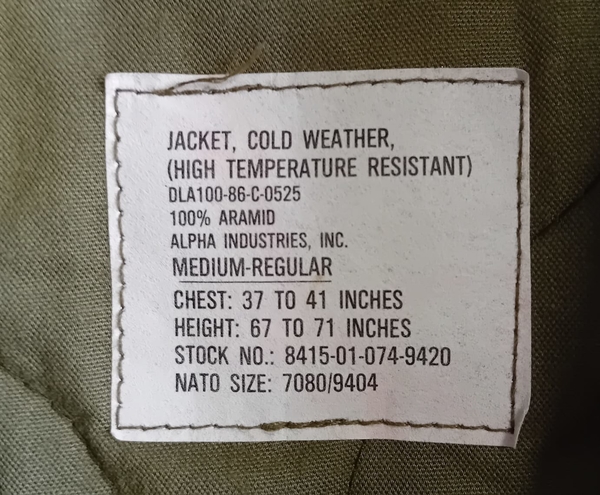 JACKET, COLD WEATHER,
(HIGH TEMPERATURE RESISTANT)
DLA100-86-C-0525
100% ARAMID
ALPHA INDUSTRIES, INC.
MEDIUM-REGULAR
CHEST: 37 TO 41 INCHES
HEIGHT: 67 TO 71 INCHES
STOCK NO.: 8415-01-074-9420
NATO SIZE: 7080/9404